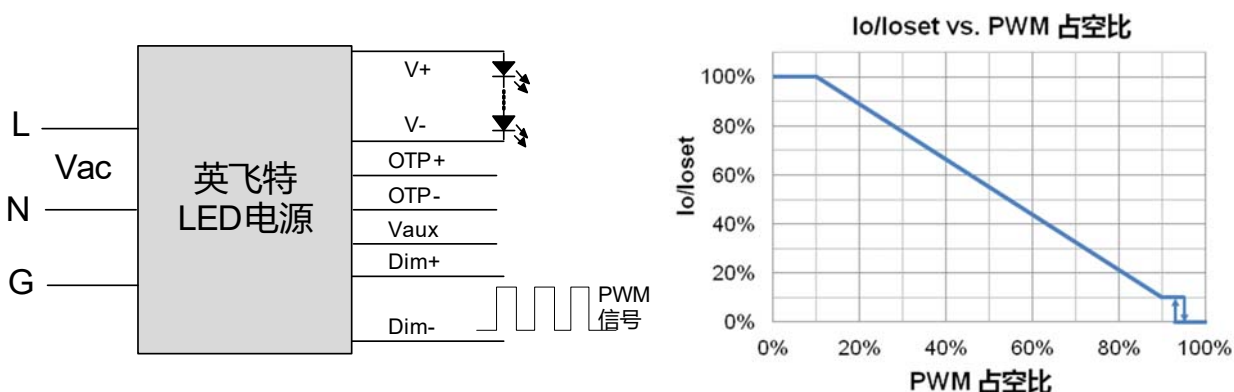 L
Vac
N
G
英飞特
LED电源
V+
V-
OTP+
OTP-
Vaux
Dim+
Dim-
PWM
信号
Io/Ioset vs. PWM 占空比
Io/Ioset
100%
80%
60%
40%
20%
0%
0%
20%
40%
60%
80%
100%
PWM 占空比